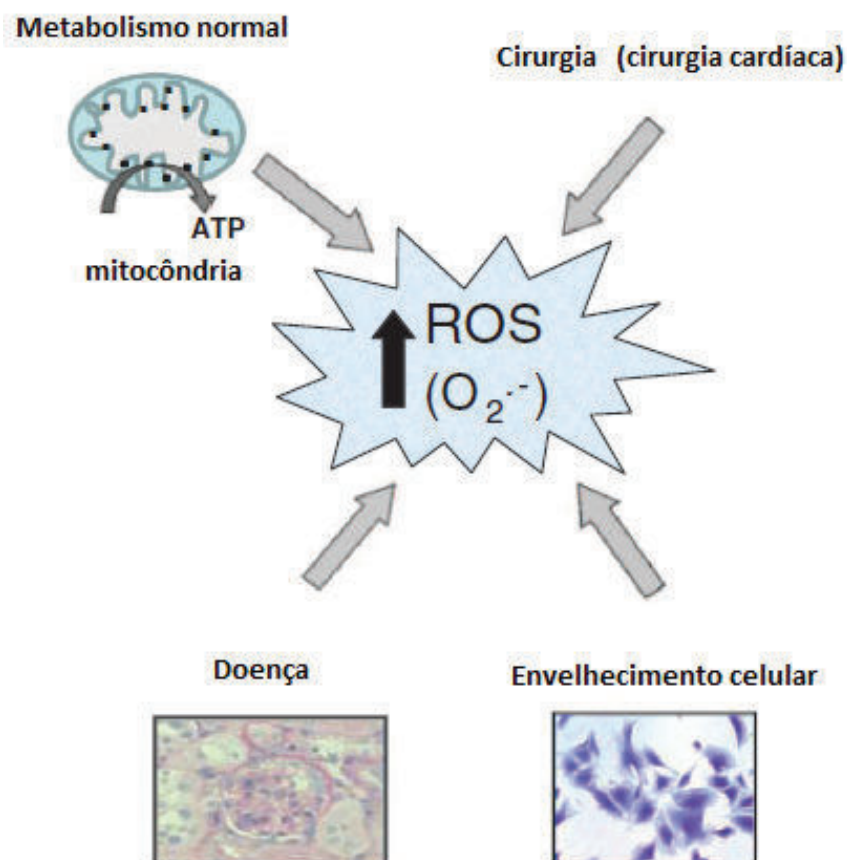 Metabolismo normal
Cirurgia (cirurgia cardíaca)
ATP
mitocôndria
ROS
(O₂·-)
Doença
Envelhecimento celular